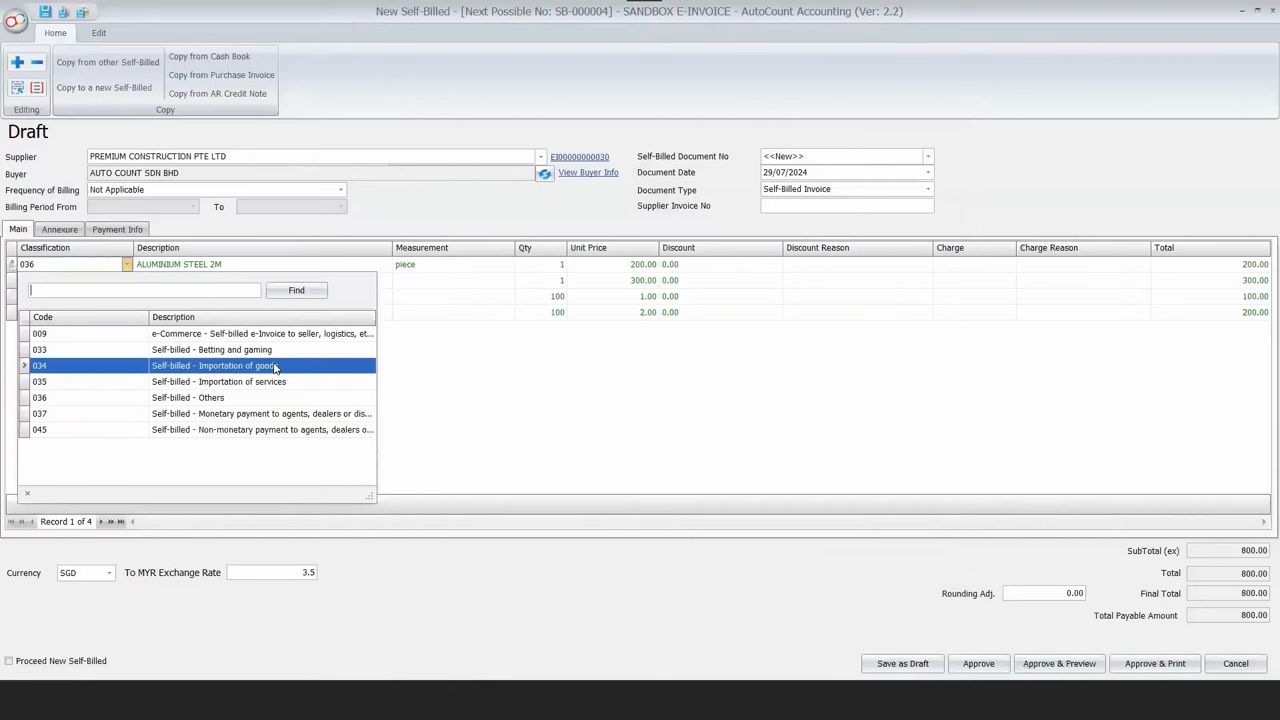 New Self-Billed - [Next Possible No: SB-000004] - SANDBOX E-INVOICE - AutoCount Accounting (Ver: 2.2)
Home Edit
Copy from other Self-Billed
Copy to a new Self-Billed
Copy from Cash Book
Copy from Purchase Invoice
Copy from AR Credit Note
Editing Copy
Draft
Supplier PREMIUM CONSTRUCTION PTE LTD EI00000000030 Self-Billed Document No <<New>>
Buyer AUTO COUNT SDN BHD View Buyer Info Document Date 29/07/2024
Frequency of Billing Not Applicable Document Type Self-Billed Invoice
Billing Period From To Supplier Invoice No
Main Annexure Payment Info
Classification Description Measurement Qty Unit Price Discount Discount Reason Charge Charge Reason Total
036 ALUMINIUM STEEL 2M piece 1 200.00 0.00 200.00
1 300.00 0.00 300.00
100 1.00 0.00 100.00
100 2.00 0.00 200.00
Find
Code Description
009 e-Commerce - Self-billed e-Invoice to seller, logistics, et...
033 Self-billed - Betting and gaming
034 Self-billed - Importation of goods
035 Self-billed - Importation of services
036 Self-billed - Others
037 Self-billed - Monetary payment to agents, dealers or dis...
045 Self-billed - Non-monetary payment to agents, dealers o...
Record 1 of 4
SubTotal (ex) 800.00
Currency SGD To MYR Exchange Rate 3.5 Total 800.00
Rounding Adj. 0.00 Final Total 800.00
Total Payable Amount 800.00
Proceed New Self-Billed Save as Draft Approve Approve & Preview Approve & Print Cancel